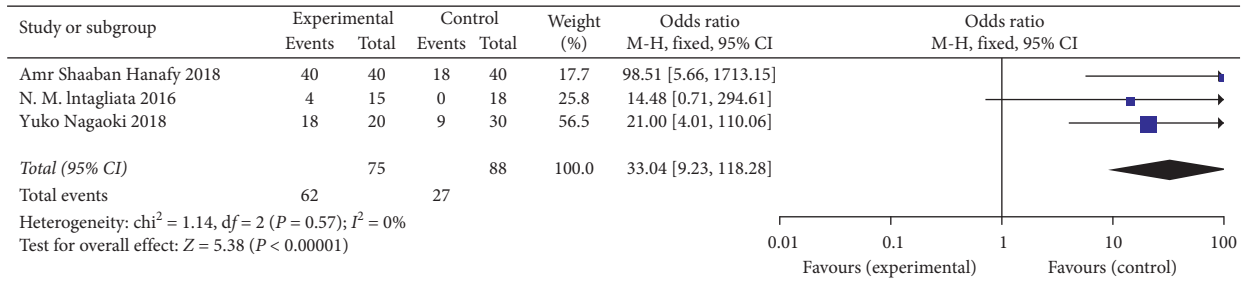 Study or subgroup Experimental Control Weight Odds ratio Odds ratio
Events Total Events Total (%) M-H, fixed, 95% CI M-H, fixed, 95% CI
Amr Shaaban Hanafy 2018 40 40 18 40 17.7 98.51 [5.66, 1713.15]
N. M. lntagliata 2016 4 15 0 18 25.8 14.48 [0.71, 294.61]
Yuko Nagaoki 2018 18 20 9 30 56.5 21.00 [4.01, 110.06]
Total (95% CI) 75 88 100.0 33.04 [9.23, 118.28]
Total events 62 27
Heterogeneity: chi² = 1.14, df = 2 (P = 0.57); I² = 0%
Test for overall effect: Z = 5.38 (P < 0.00001)
0.01 0.1 1 10 100
Favours (experimental) Favours (control)